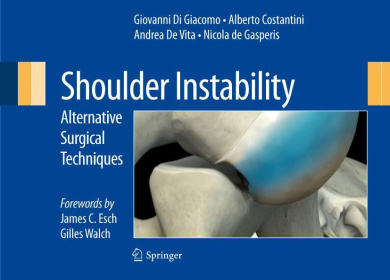 Giovanni Di Giacomo • Alberto Costantini
Andrea De Vita • Nicola de Gasperis
Shoulder Instability
Alternative
Surgical
Techniques
Forewords by
James C. Esch
Gilles Walch
Springer